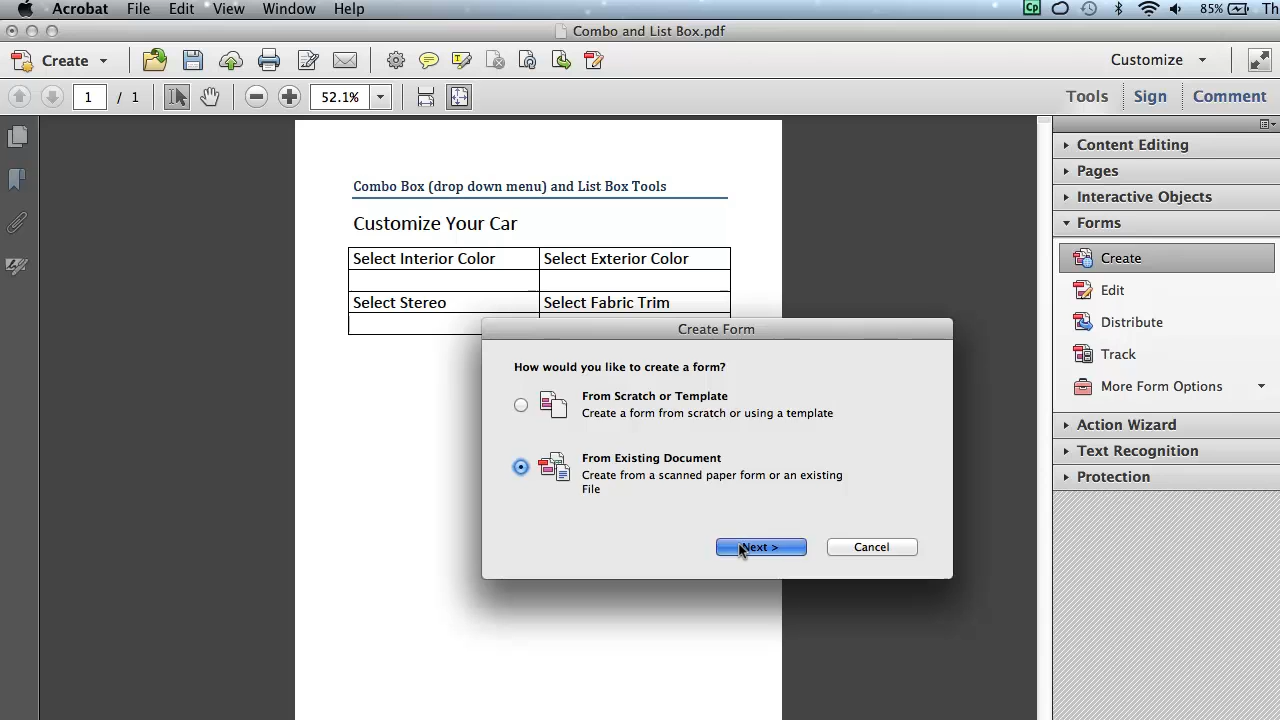 Acrobat File Edit View Window Help
Cp 85% Th
Combo and List Box.pdf
Create Customize
1 / 1 52.1% Tools Sign Comment
Content Editing
Pages
Interactive Objects
Forms
Create
Edit
Distribute
Track
More Form Options
Action Wizard
Text Recognition
Protection
Combo Box (drop down menu) and List Box Tools
Customize Your Car
Select Interior Color Select Exterior Color
Select Stereo Select Fabric Trim
Create Form
How would you like to create a form?
From Scratch or Template
Create a form from scratch or using a template
From Existing Document
Create from a scanned paper form or an existing
File
Next > Cancel